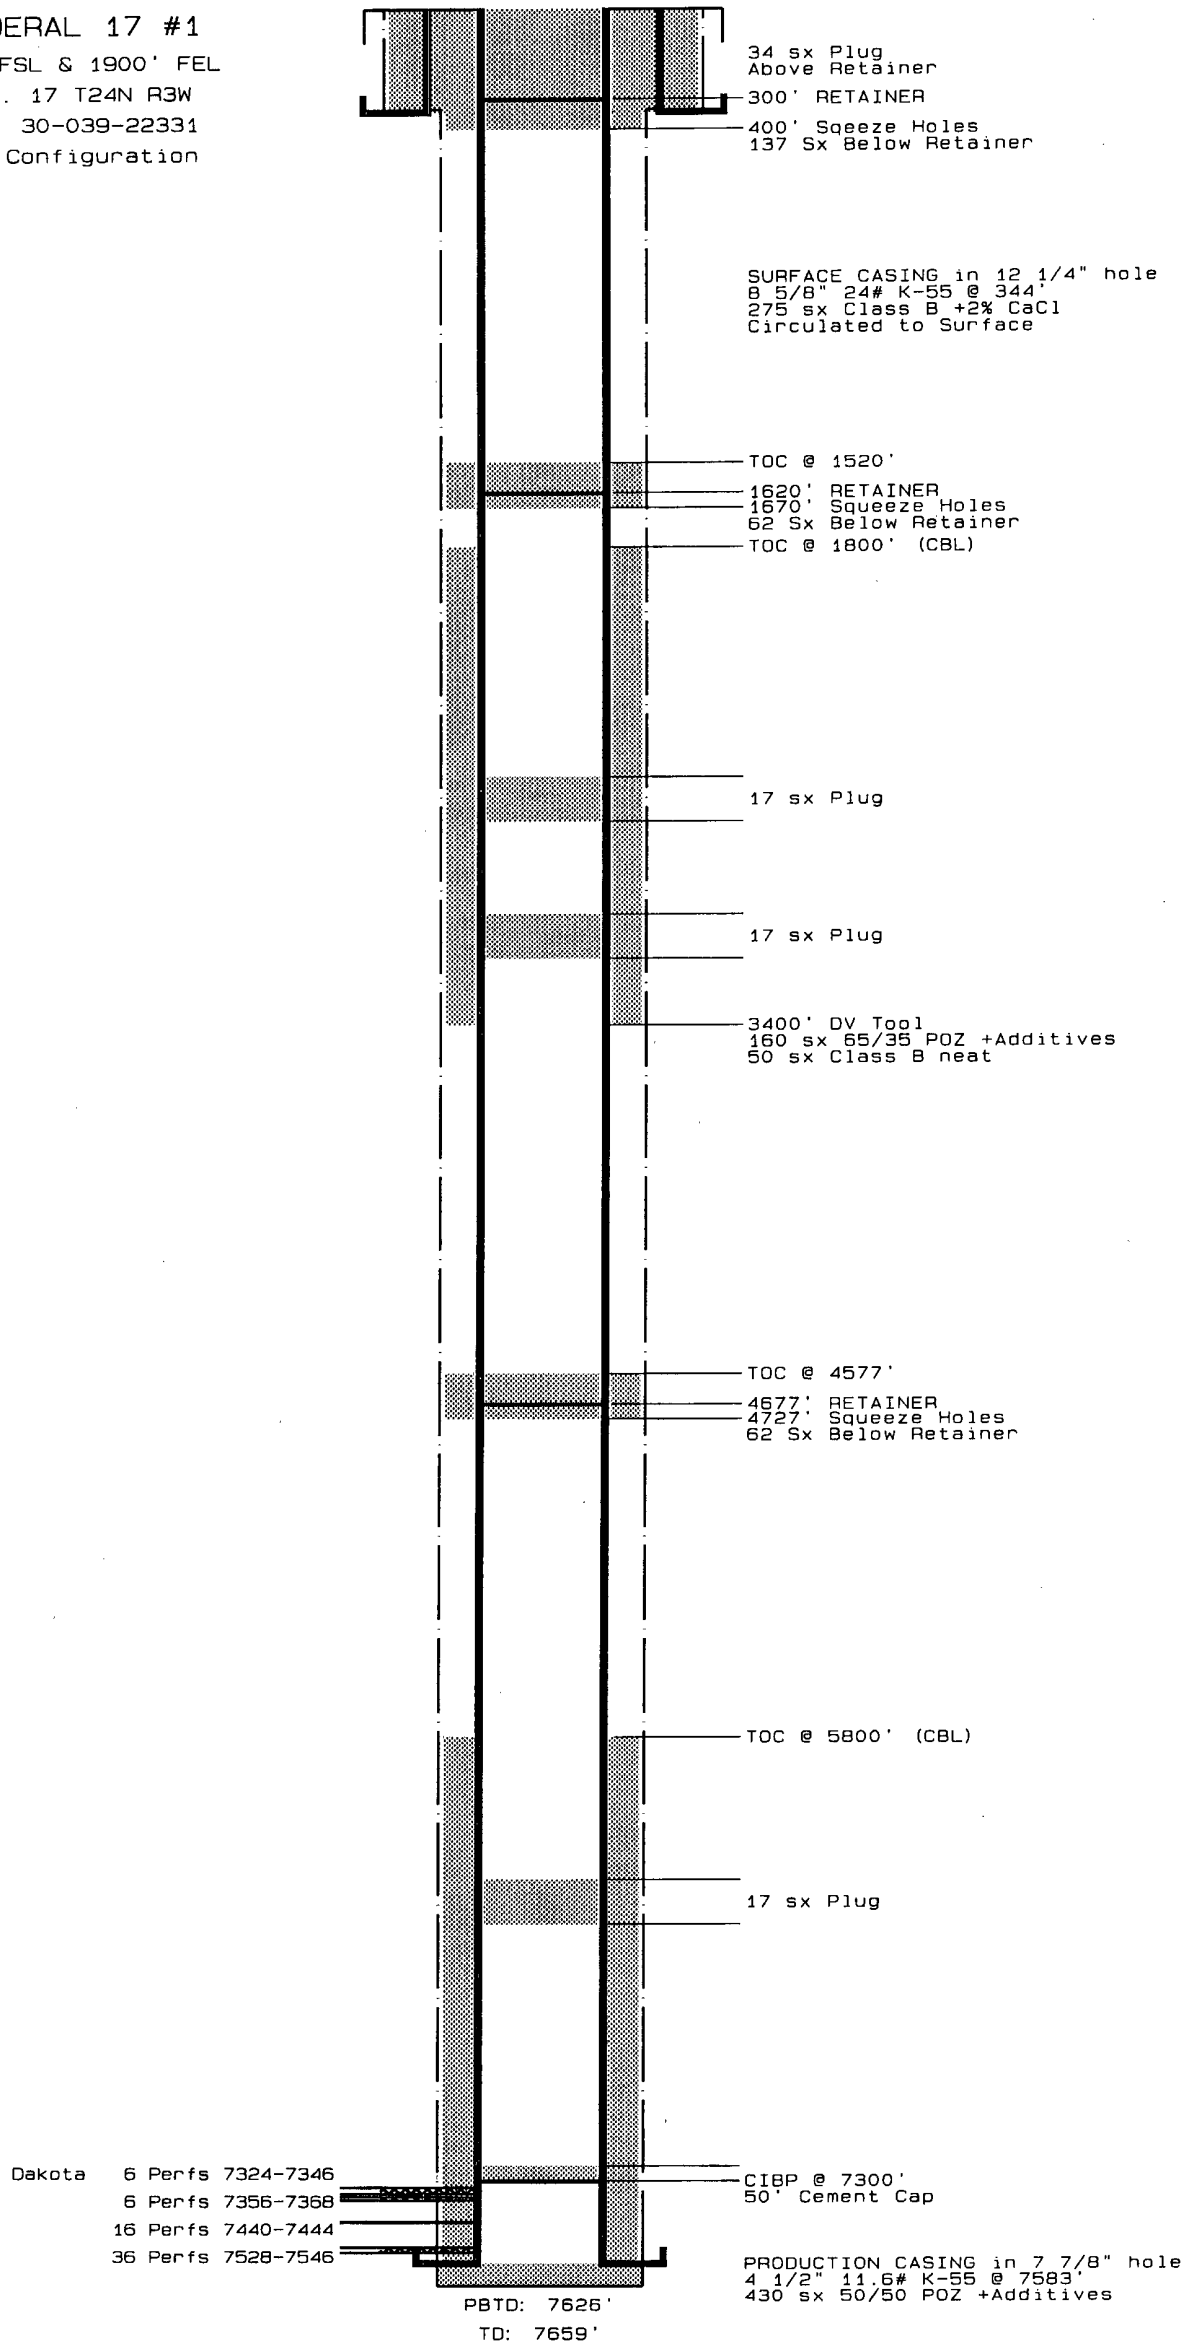 DERAL 17 #1
FSL & 1900' FEL
. 17 T24N R3W
30-039-22331
Configuration
34 sx Plug
Above Retainer
300' RETAINER
400' Sqeeze Holes
137 Sx Below Retainer
SURFACE CASING in 12 1/4" hole
8 5/8" 24# K-55 @ 344'
275 sx Class B +2% CaCl
Circulated to Surface
TOC @ 1520'
1620' RETAINER
1670' Squeeze Holes
62 Sx Below Retainer
TOC @ 1800' (CBL)
17 sx Plug
17 sx Plug
3400' DV Tool
160 sx 65/35 POZ +Additives
50 sx Class B neat
TOC @ 4577'
4677' RETAINER
4727' Squeeze Holes
62 Sx Below Retainer
TOC @ 5800' (CBL)
17 sx Plug
Dakota 6 Perfs 7324-7346
6 Perfs 7356-7368
16 Perfs 7440-7444
36 Perfs 7528-7546
CIBP @ 7300'
50' Cement Cap
PRODUCTION CASING in 7 7/8" hole
4 1/2" 11.6# K-55 @ 7583'
430 sx 50/50 POZ +Additives
PBTD: 7626'
TD: 7659'